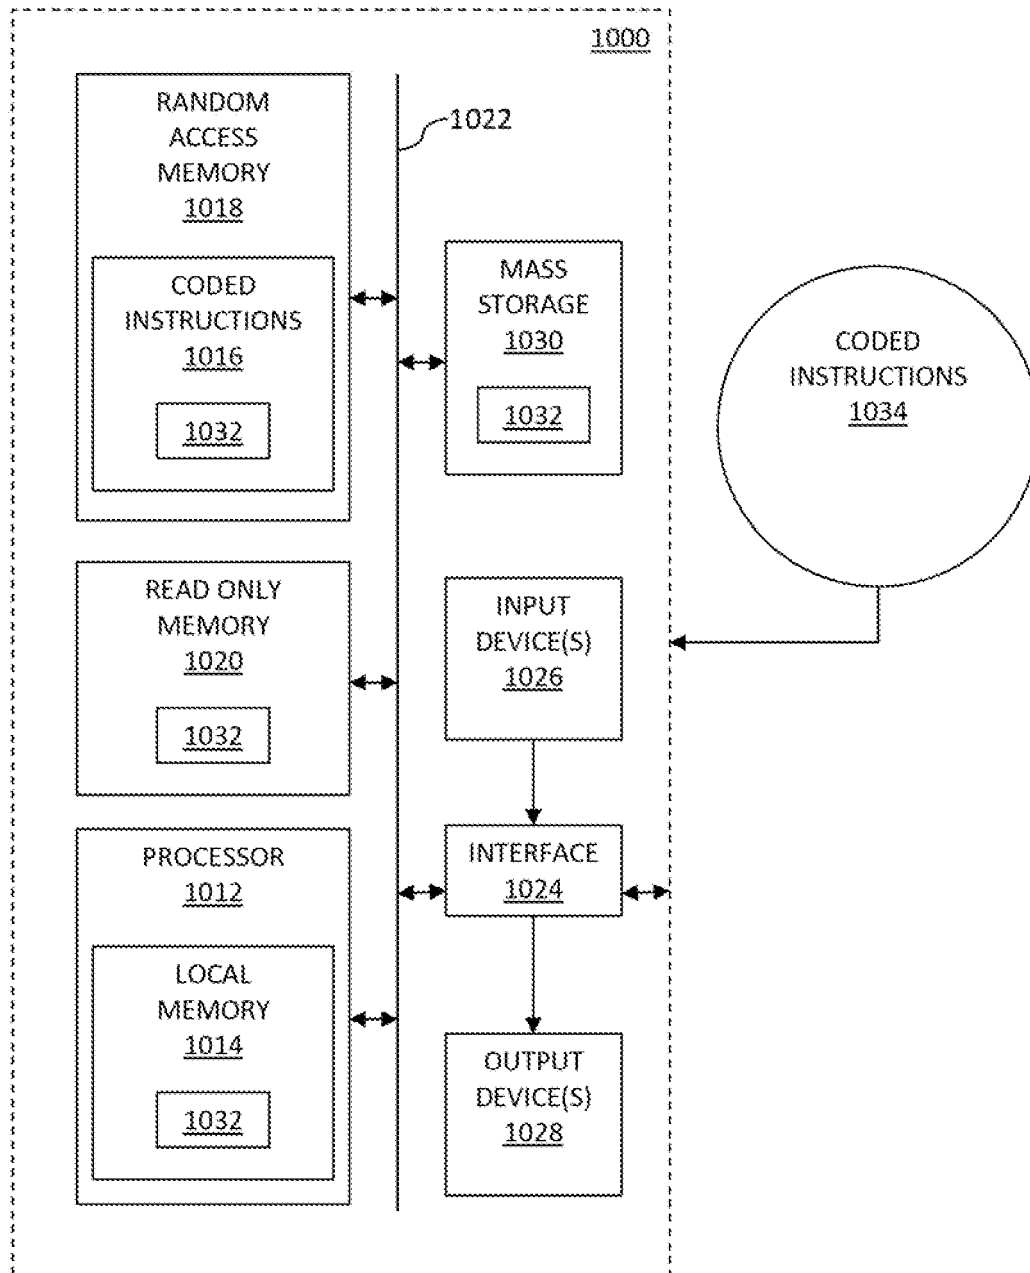 1000
RANDOM
ACCESS
MEMORY
1018
CODED
INSTRUCTIONS
1016
1032
1022
MASS
STORAGE
1030
1032
CODED
INSTRUCTIONS
1034
READ ONLY
MEMORY
1020
1032
INPUT
DEVICE(S)
1026
PROCESSOR
1012
LOCAL
MEMORY
1014
1032
INTERFACE
1024
OUTPUT
DEVICE(S)
1028